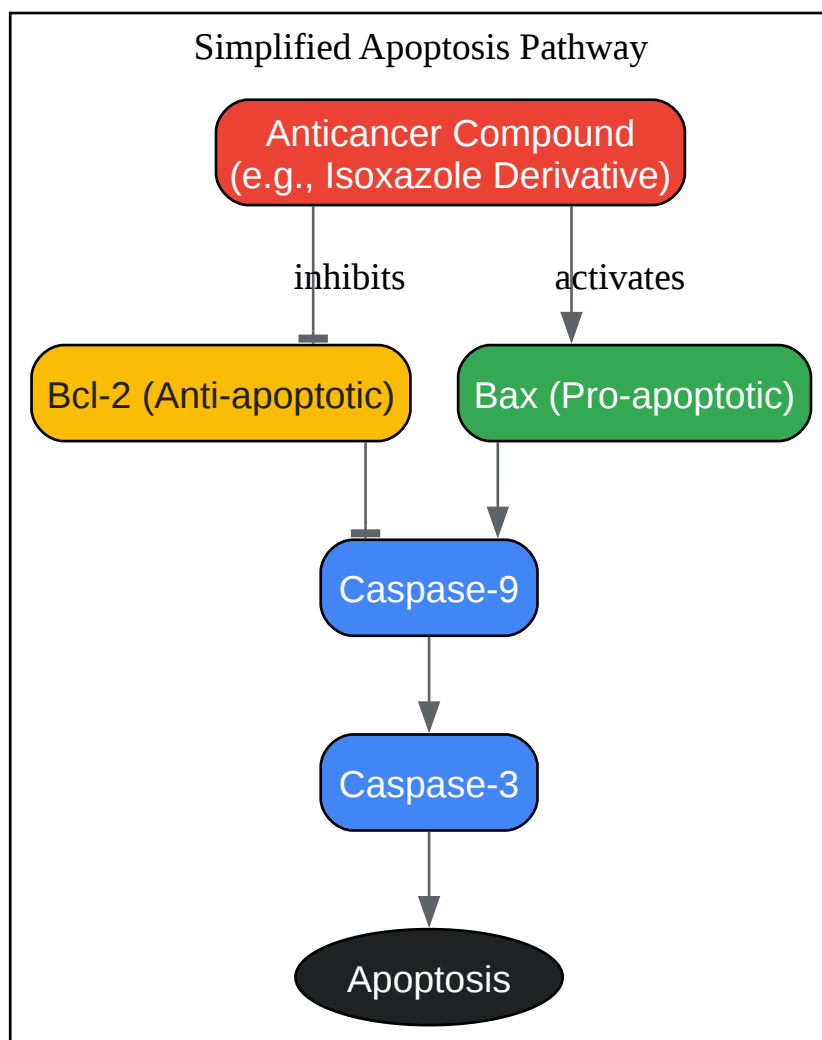 Simplified Apoptosis Pathway
Anticancer Compound
(e.g., Isoxazole Derivative)
inhibits
activates
Bcl-2 (Anti-apoptotic)
Bax (Pro-apoptotic)
Caspase-9
Caspase-3
Apoptosis